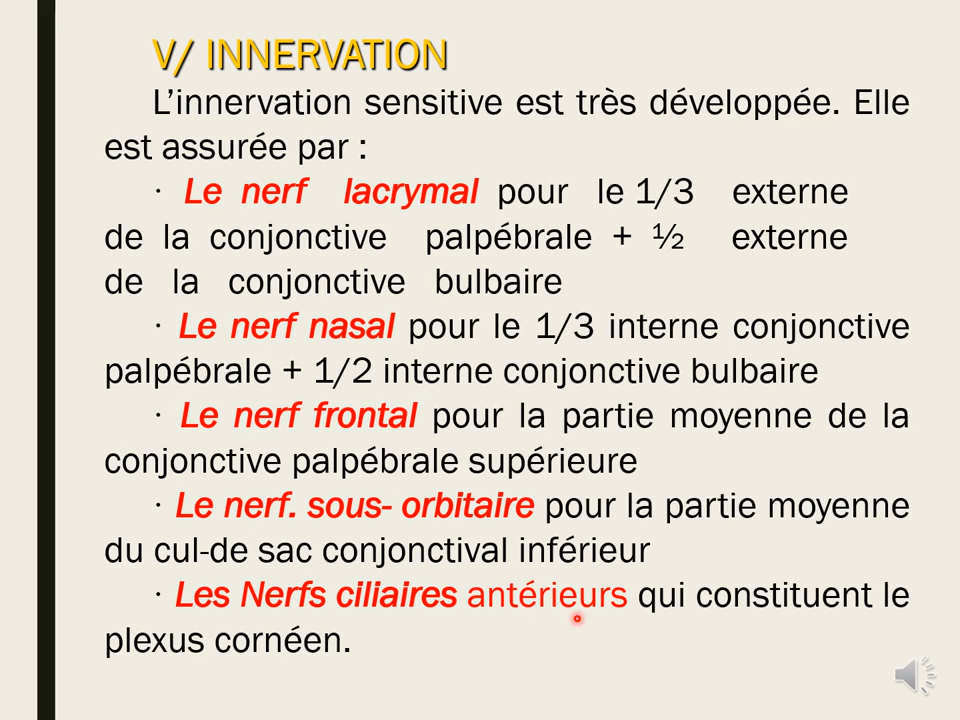 V/ INNERVATION
L’innervation sensitive est très développée. Elle
est assurée par :
· Le nerf lacrymal pour le 1/3 externe
de la conjonctive palpébrale + ½ externe
de la conjonctive bulbaire
· Le nerf nasal pour le 1/3 interne conjonctive
palpébrale + 1/2 interne conjonctive bulbaire
· Le nerf frontal pour la partie moyenne de la
conjonctive palpébrale supérieure
· Le nerf. sous- orbitaire pour la partie moyenne
du cul-de sac conjonctival inférieur
· Les Nerfs ciliaires antérieurs qui constituent le
plexus cornéen.